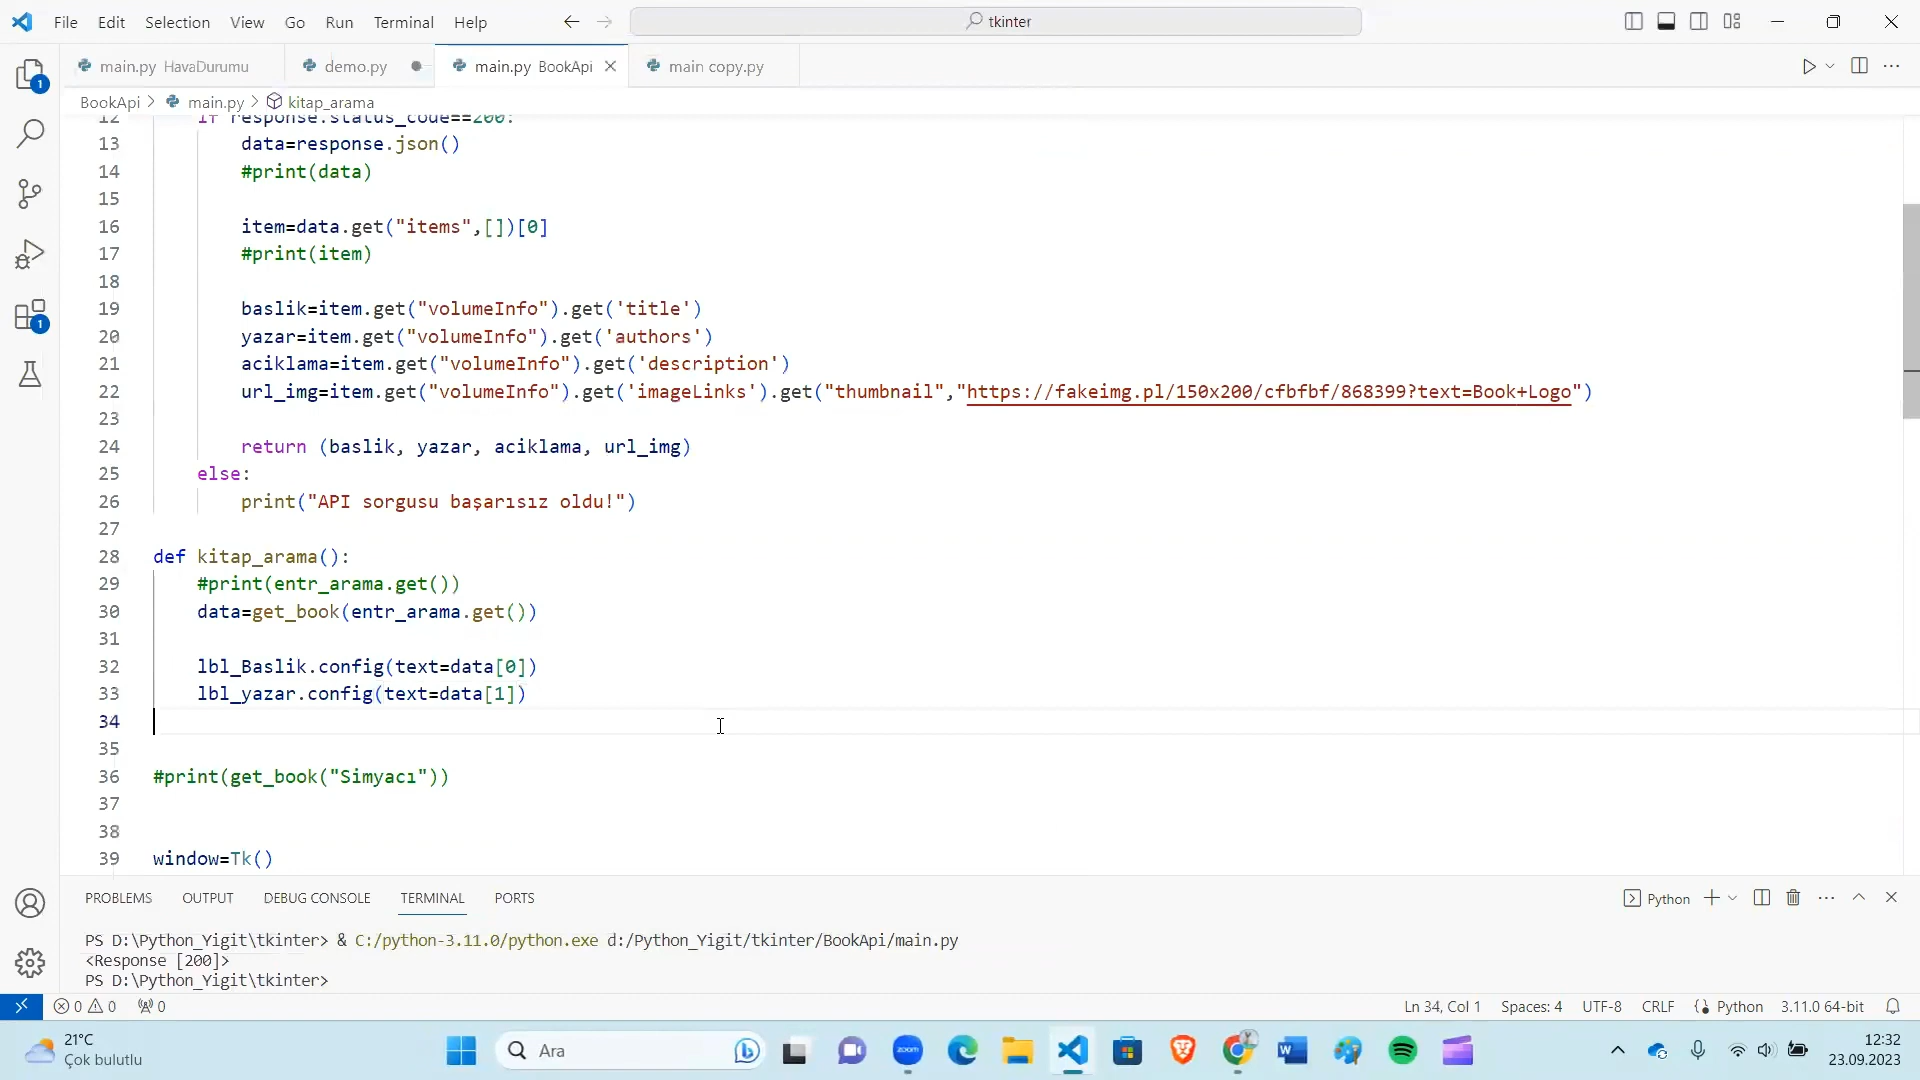 File Edit Selection View Go Run Terminal Help
tkinter
main.py HavaDurumu
demo.py
main.py BookApi
main copy.py
BookApi > main.py > kitap_arama
12 if response.status_code==200:
13 data=response.json()
14 #print(data)
15
16 item=data.get("items",[])[0]
17 #print(item)
18
19 baslik=item.get("volumeInfo").get('title')
20 yazar=item.get("volumeInfo").get('authors')
21 aciklama=item.get("volumeInfo").get('description')
22 url_img=item.get("volumeInfo").get('imageLinks').get("thumbnail","https://fakeimg.pl/150x200/cfbfbf/868399?text=Book+Logo")
23
24 return (baslik, yazar, aciklama, url_img)
25 else:
26 print("API sorgusu başarısız oldu!")
27
28 def kitap_arama():
29 #print(entr_arama.get())
30 data=get_book(entr_arama.get())
31
32 lbl_Baslik.config(text=data[0])
33 lbl_yazar.config(text=data[1])
34
35
36 #print(get_book("Simyacı"))
37
38
39 window=Tk()
PROBLEMS OUTPUT DEBUG CONSOLE TERMINAL PORTS
Python
PS D:\Python_Yigit\tkinter> & C:/python-3.11.0/python.exe d:/Python_Yigit/tkinter/BookApi/main.py
<Response [200]>
PS D:\Python_Yigit\tkinter>
0 0 0
Ln 34, Col 1 Spaces: 4 UTF-8 CRLF Python 3.11.0 64-bit
21°C
Çok bulutlu
Ara
zoom
12:32
23.09.2023
1
1